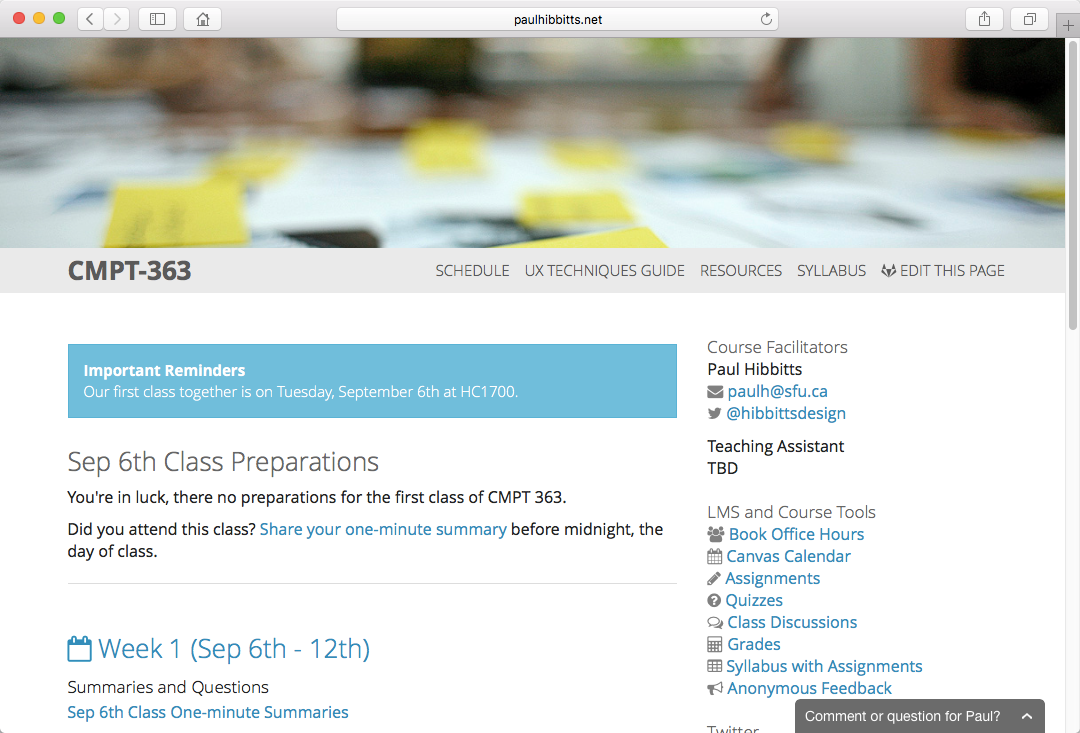 paulhibbitts.net
CMPT-363
SCHEDULE UX TECHNIQUES GUIDE RESOURCES SYLLABUS EDIT THIS PAGE
Important Reminders
Our first class together is on Tuesday, September 6th at HC1700.
Sep 6th Class Preparations
You're in luck, there no preparations for the first class of CMPT 363.
Did you attend this class? Share your one-minute summary before midnight, the
day of class.
Week 1 (Sep 6th - 12th)
Summaries and Questions
Sep 6th Class One-minute Summaries
Course Facilitators
Paul Hibbitts
paulh@sfu.ca
@hibbittsdesign
Teaching Assistant
TBD
LMS and Course Tools
Book Office Hours
Canvas Calendar
Assignments
Quizzes
Class Discussions
Grades
Syllabus with Assignments
Anonymous Feedback
Twitter
Comment or question for Paul?